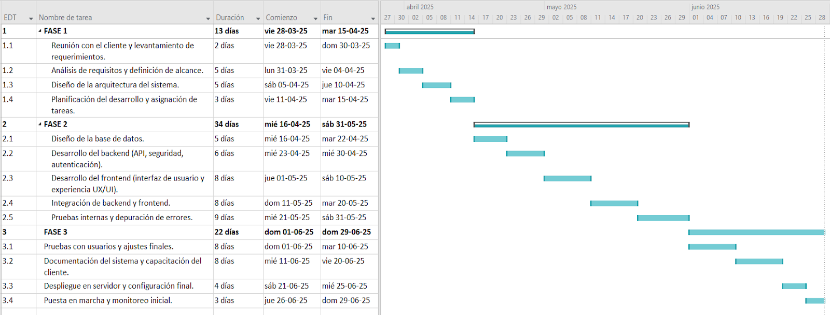 abril 2025 mayo 2025 junio 2025
EDT Nombre de tarea Duración Comienzo Fin 27 30 02 05 08 11 14 17 20 23 26 29 02 05 08 11 14 17 20 23 26 29 01 04 07 10 13 16 19 22 25 28
1 FASE 1 13 días vie 28-03-25 mar 15-04-25
1.1 Reunión con el cliente y levantamiento de 2 días vie 28-03-25 dom 30-03-25
requerimientos.
1.2 Análisis de requisitos y definición de alcance. 5 días lun 31-03-25 vie 04-04-25
1.3 Diseño de la arquitectura del sistema. 5 días sáb 05-04-25 jue 10-04-25
1.4 Planificación del desarrollo y asignación de 3 días vie 11-04-25 mar 15-04-25
tareas.
2 FASE 2 34 días mié 16-04-25 sáb 31-05-25
2.1 Diseño de la base de datos. 5 días mié 16-04-25 mar 22-04-25
2.2 Desarrollo del backend (API, seguridad, 6 días mié 23-04-25 mié 30-04-25
autenticación).
2.3 Desarrollo del frontend (interfaz de usuario y 8 días jue 01-05-25 sáb 10-05-25
experiencia UX/UI).
2.4 Integración de backend y frontend. 8 días dom 11-05-25 mar 20-05-25
2.5 Pruebas internas y depuración de errores. 9 días mié 21-05-25 sáb 31-05-25
3 FASE 3 22 días dom 01-06-25 dom 29-06-25
3.1 Pruebas con usuarios y ajustes finales. 8 días dom 01-06-25 mar 10-06-25
3.2 Documentación del sistema y capacitación del 8 días mié 11-06-25 vie 20-06-25
cliente.
3.3 Despliegue en servidor y configuración final. 4 días sáb 21-06-25 mié 25-06-25
3.4 Puesta en marcha y monitoreo inicial. 3 días jue 26-06-25 dom 29-06-25